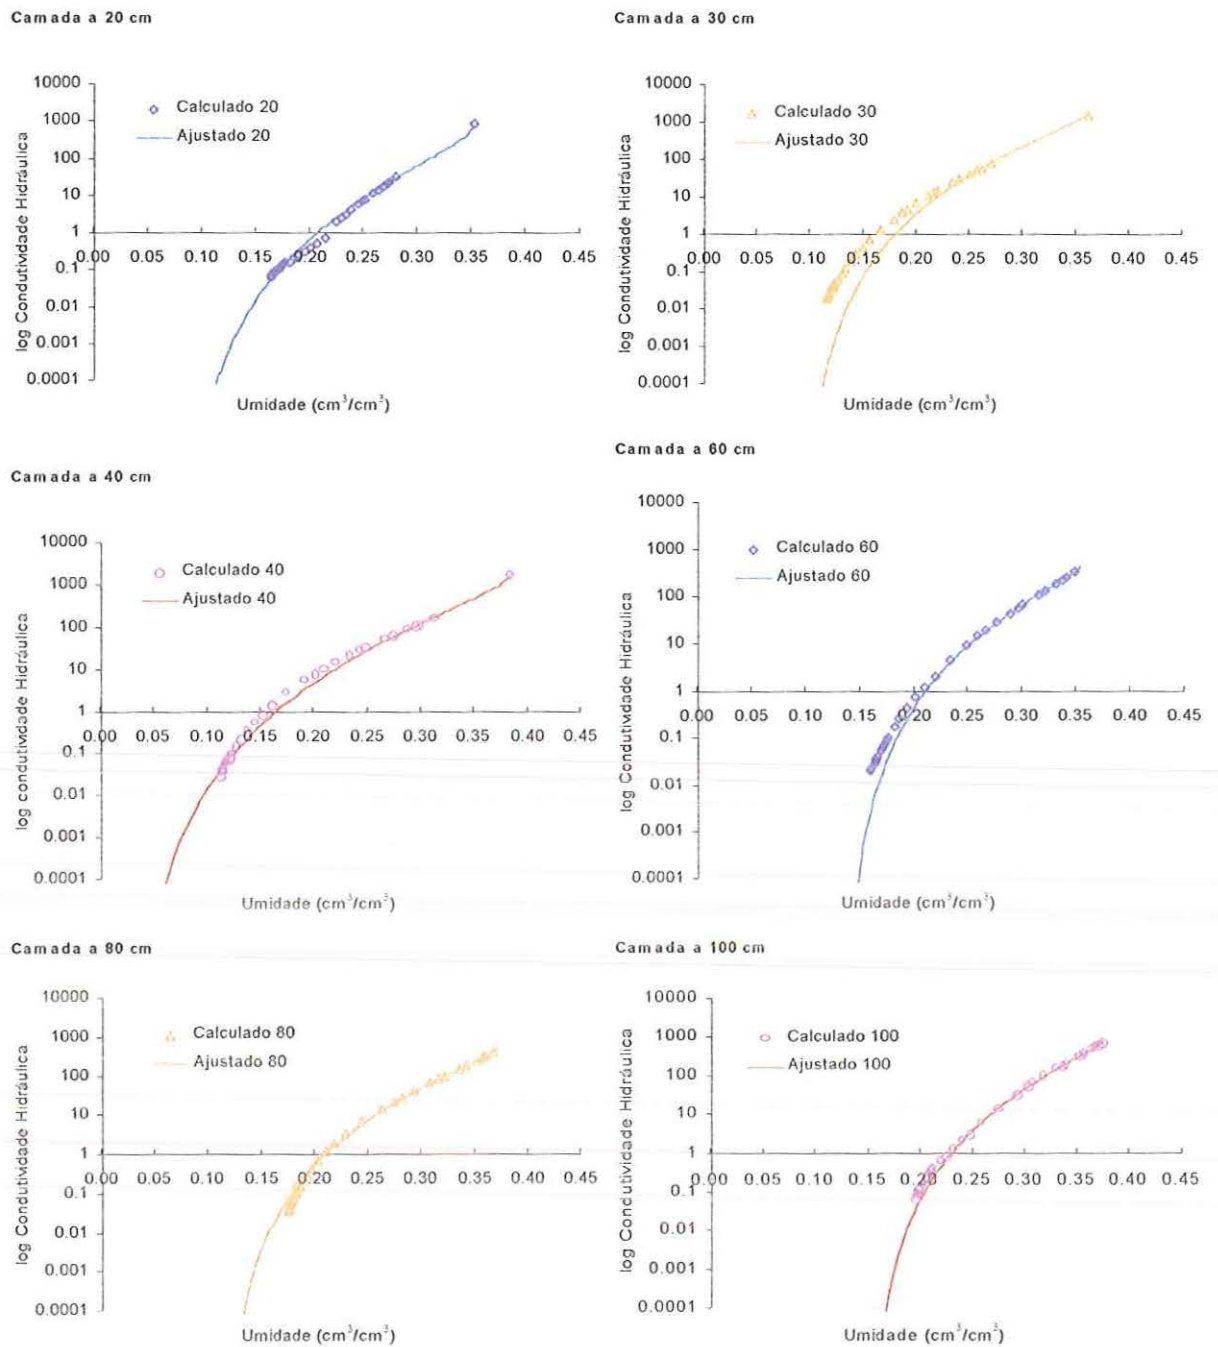 Camada a 20 cm
10000
1000
100
10
1
0.1
0.01
0.001
0.0001
0.00 0.05 0.10 0.15 0.20 0.25 0.30 0.35 0.40 0.45
log Condutividade Hidráulica
Calculado 20
Ajustado 20
Umidade (cm³/cm³)
Camada a 30 cm
10000
1000
100
10
1
0.1
0.01
0.001
0.0001
0.00 0.05 0.10 0.15 0.20 0.25 0.30 0.35 0.40 0.45
log Condutividade Hidráulica
Calculado 30
Ajustado 30
Umidade (cm³/cm³)
Camada a 40 cm
10000
1000
100
10
1
0.1
0.01
0.001
0.0001
0.00 0.05 0.10 0.15 0.20 0.25 0.30 0.35 0.40 0.45
log condutividade Hidráulica
Calculado 40
Ajustado 40
Umidade (cm³/cm³)
Camada a 60 cm
10000
1000
100
10
1
0.1
0.01
0.001
0.0001
0.00 0.05 0.10 0.15 0.20 0.25 0.30 0.35 0.40 0.45
log Condutividade Hidráulica
Calculado 60
Ajustado 60
Umidade (cm³/cm³)
Camada a 80 cm
10000
1000
100
10
1
0.1
0.01
0.001
0.0001
0.00 0.05 0.10 0.15 0.20 0.25 0.30 0.35 0.40 0.45
log Condutividade Hidráulica
Calculado 80
Ajustado 80
Umidade (cm³/cm³)
Camada a 100 cm
10000
1000
100
10
1
0.1
0.01
0.001
0.0001
0.00 0.05 0.10 0.15 0.20 0.25 0.30 0.35 0.40 0.45
log Condutividade Hidráulica
Calculado 100
Ajustado 100
Umidade (cm³/cm³)